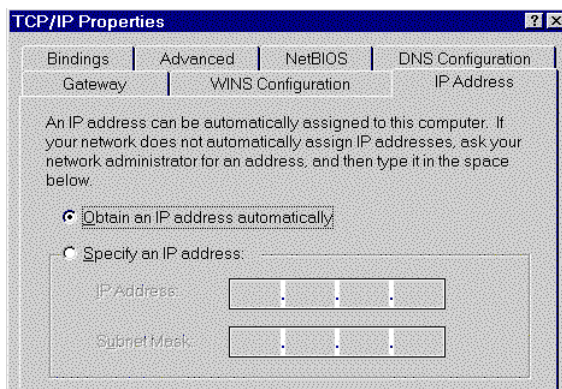 TCP/IP Properties
Bindings Advanced NetBIOS DNS Configuration
Gateway WINS Configuration IP Address
An IP address can be automatically assigned to this computer. If
your network does not automatically assign IP addresses, ask your
network administrator for an address, and then type it in the space
below.
Obtain an IP address automatically
Specify an IP address:
IP Address:
Subnet Mask: